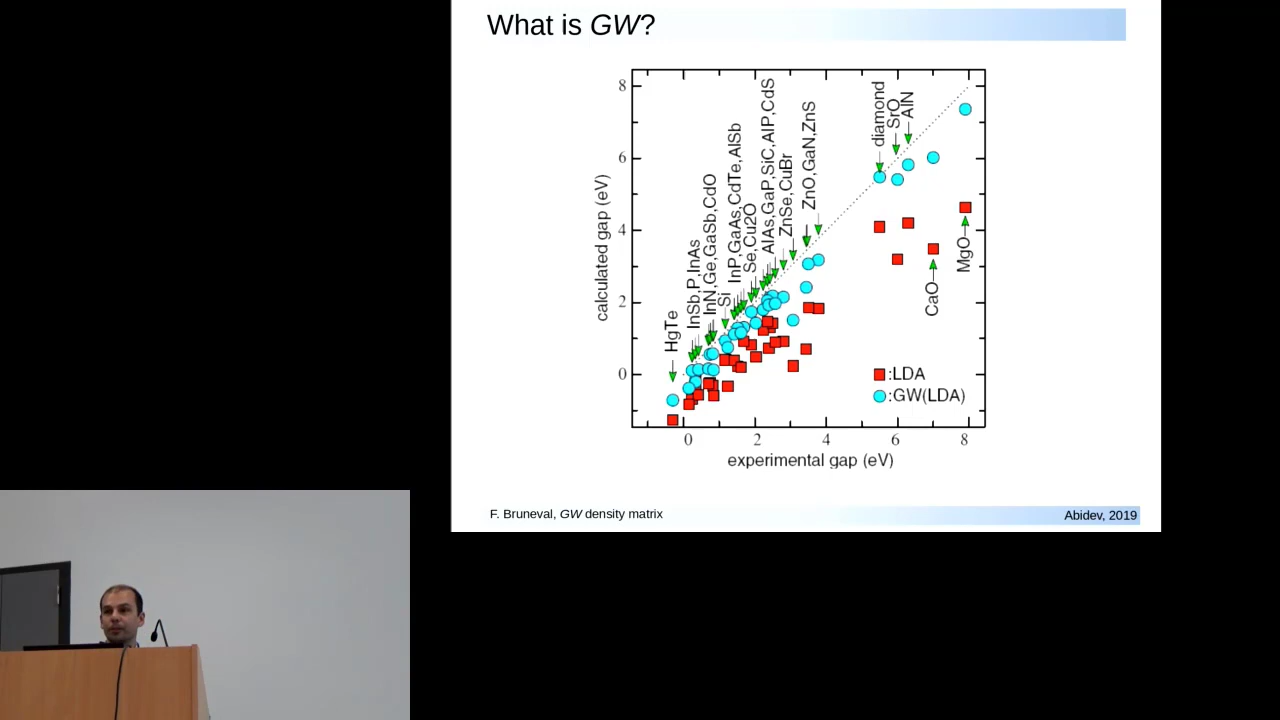 What is GW?
calculated gap (eV)
8
6
4
2
0
HgTe
InSb,P,InAs
InN,Ge,GaSb,CdO
Si
InP,GaAs,CdTe,AlSb
Se,Cu2O
AlAs,GaP,SiC,AlP,CdS
ZnSe,CuBr
ZnO,GaN,ZnS
diamond
SrO
AlN
CaO
MgO
:LDA
:GW(LDA)
0 2 4 6 8
experimental gap (eV)
F. Bruneval, GW density matrix
Abidev, 2019